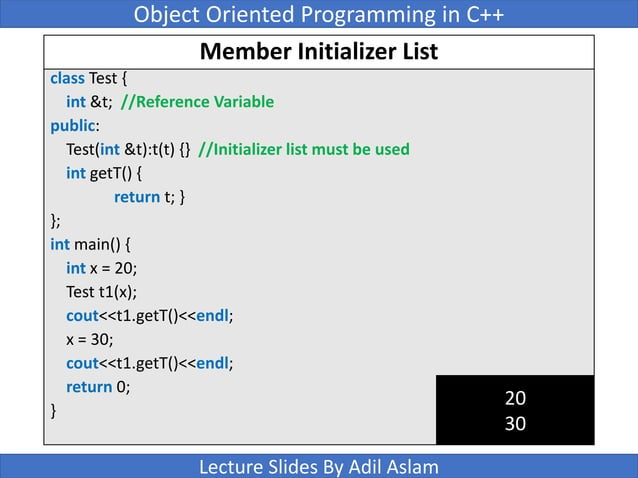 Object Oriented Programming in C++
Member Initializer List
class Test {
int &t; //Reference Variable
public:
Test(int &t):t(t) {} //Initializer list must be used
int getT() {
return t; }
};
int main() {
int x = 20;
Test t1(x);
cout<<t1.getT()<<endl;
x = 30;
cout<<t1.getT()<<endl;
return 0;
}
20
30
Lecture Slides By Adil Aslam